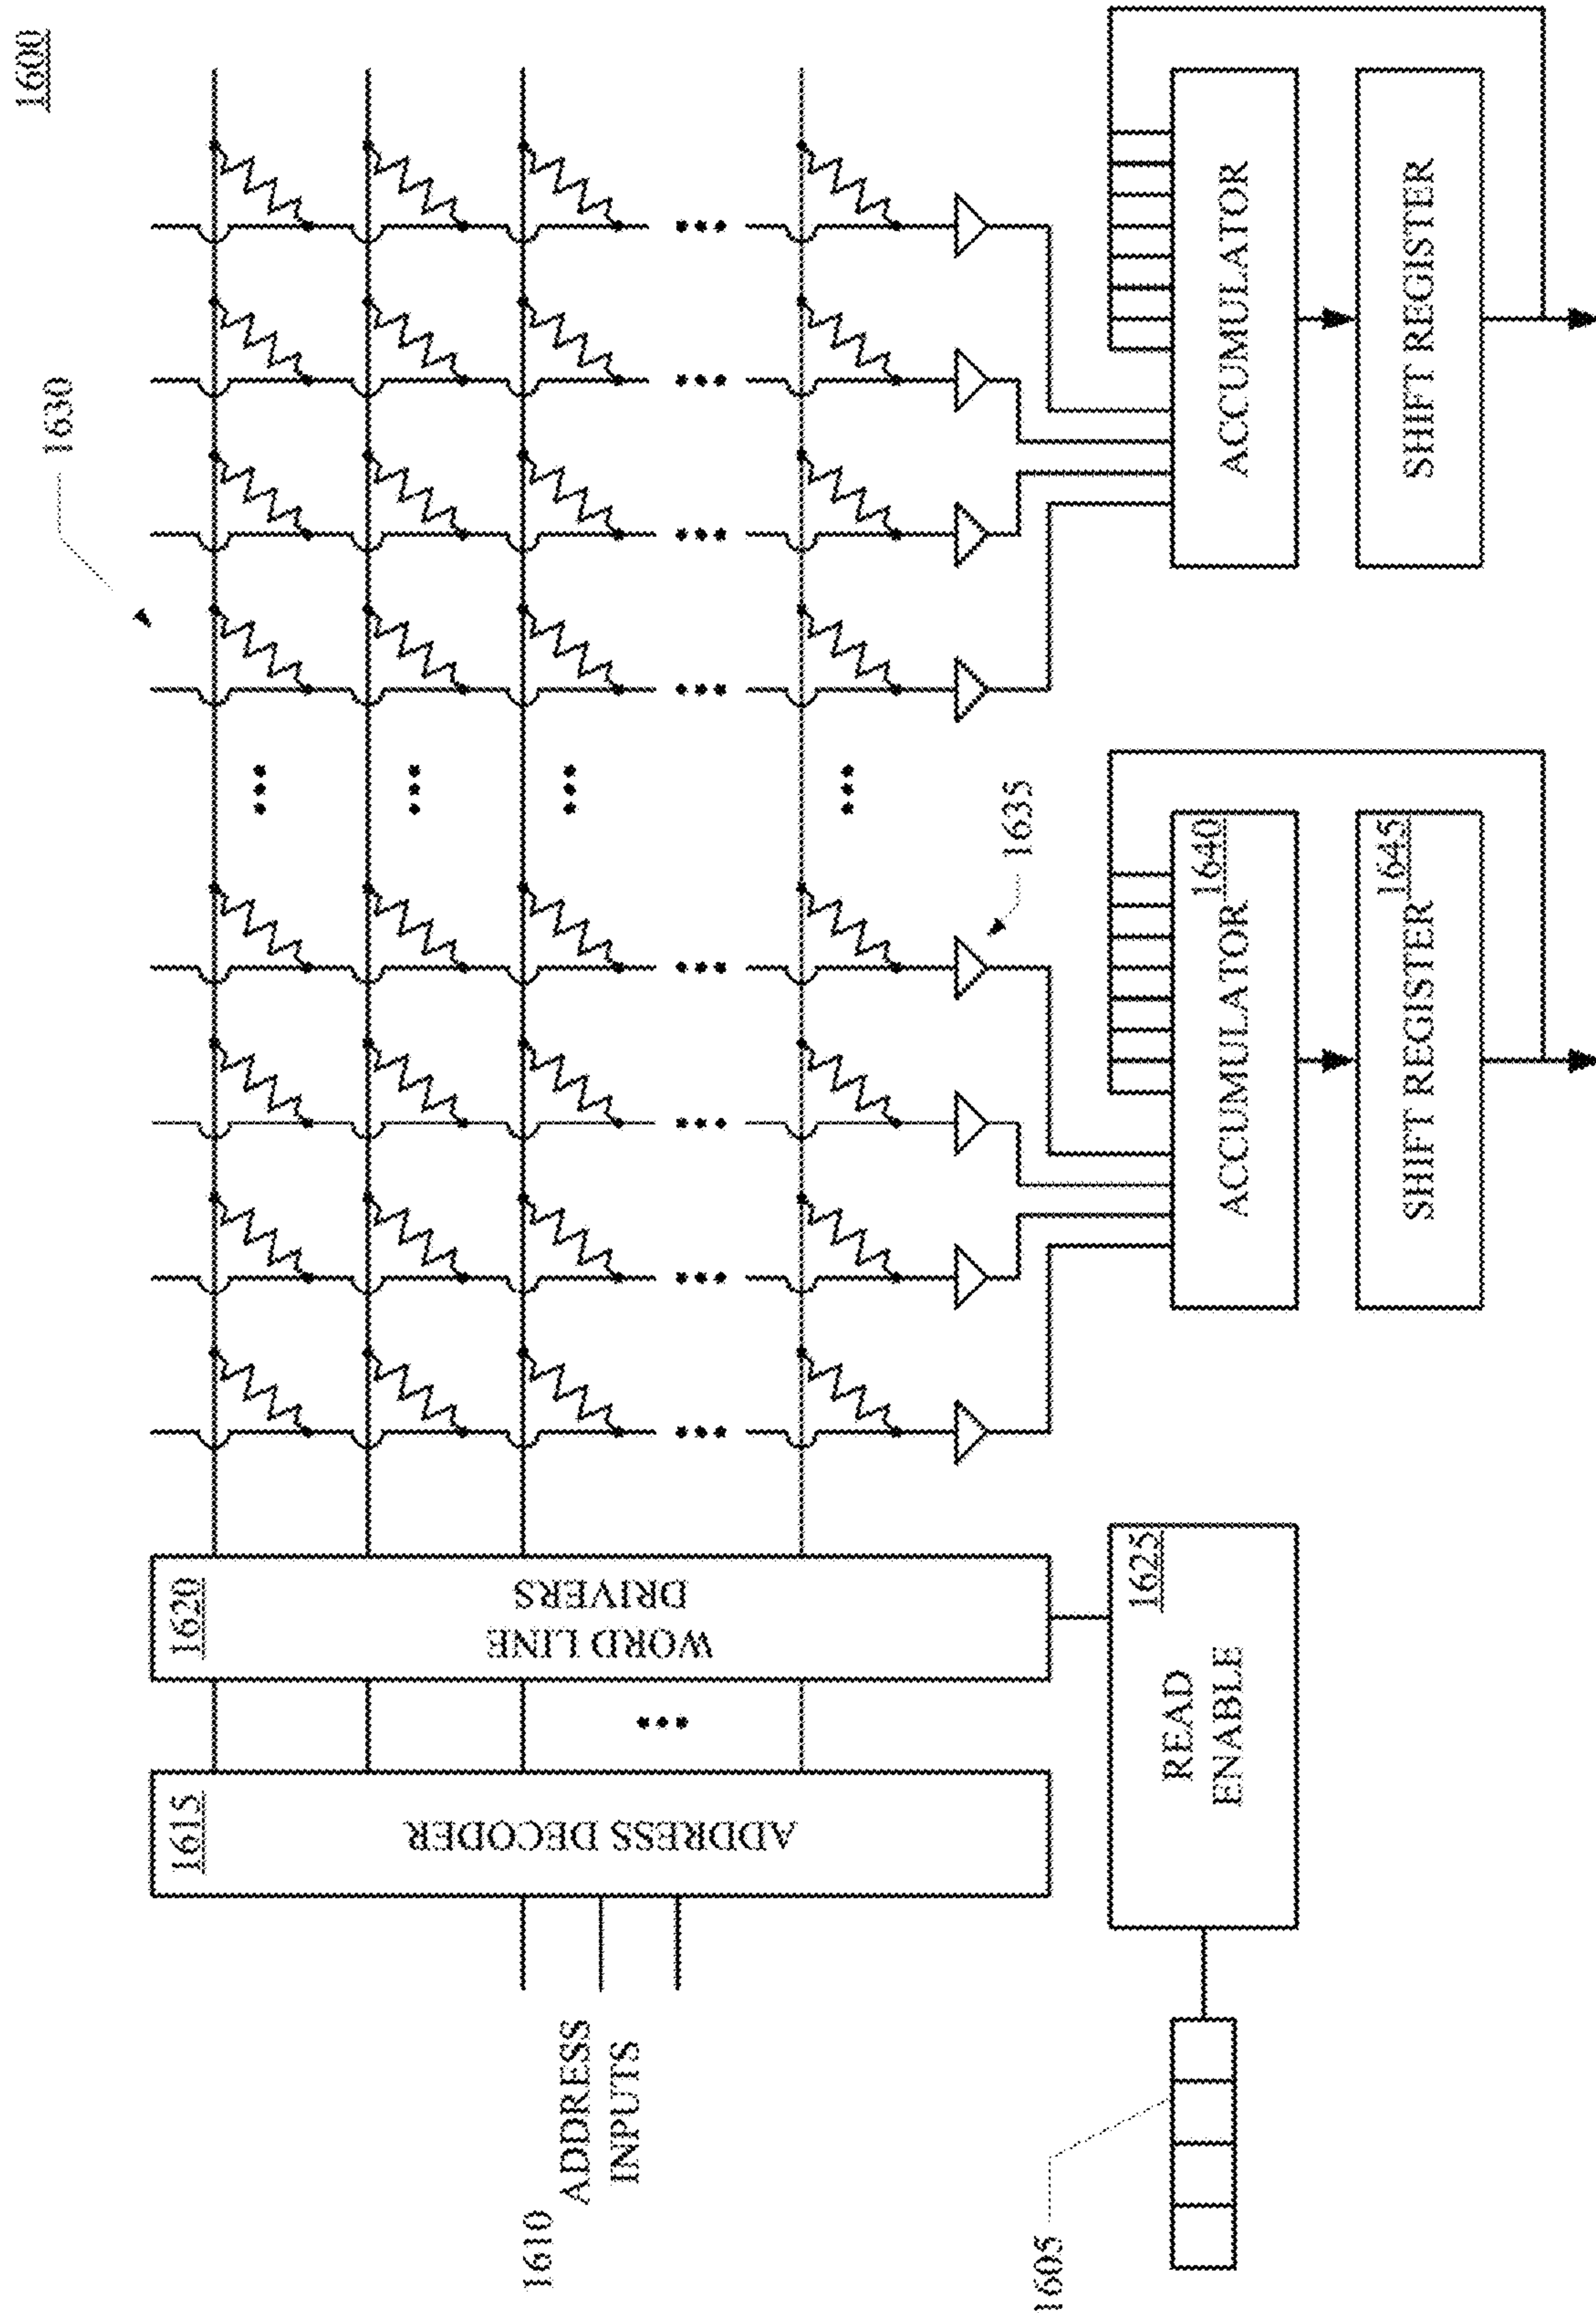 1600
1630
1620
WORD LINE
DRIVERS
1615
ADDRESS DECODER
1610
ADDRESS
INPUTS
1635
1625
READ
ENABLE
1605
1640
ACCUMULATOR
1645
SHIFT REGISTER
ACCUMULATOR
SHIFT REGISTER